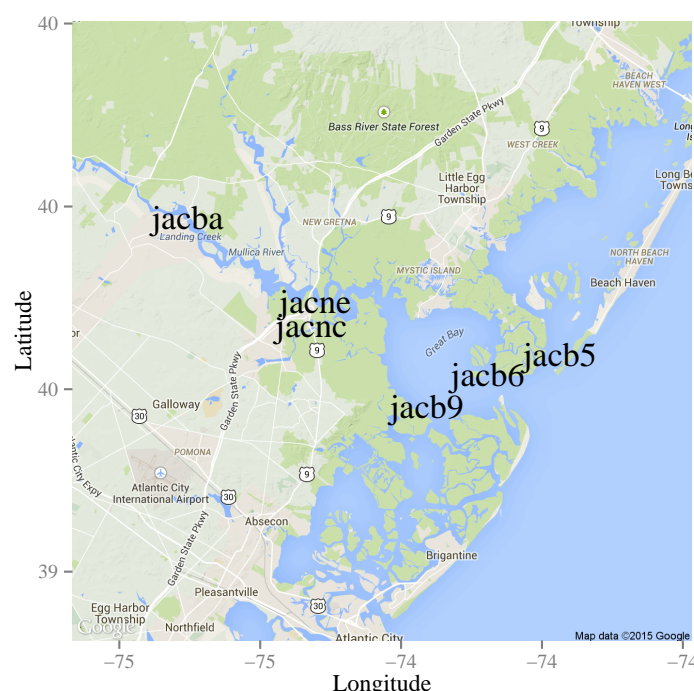 40
Township
BEACH
HAVEN WEST
Garden State Pkwy
9
Bass River State Forest
WEST CREEK
Little Egg
Harbor
Township
Long Be
Towns
40
jacba
Landing Creek
NEW GRETNA
9
Mullica River
MYSTIC ISLAND
NORTH BEACH
HAVEN
Beach Haven
jacne
jacnc
9
Great Bay
jacb5
jacb6
jacb9
Latitude
40
Garden State Pkwy
Galloway
30
POMONA
Atlantic City
International Airport
30
9
Atlantic City Expy
Absecon
Garden State Pkwy
Brigantine
39
Pleasantville
30
Egg Harbor
Township
Google
Northfield
Atlantic City
Map data ©2015 Google
−75
−75
−74
−74
Longitude